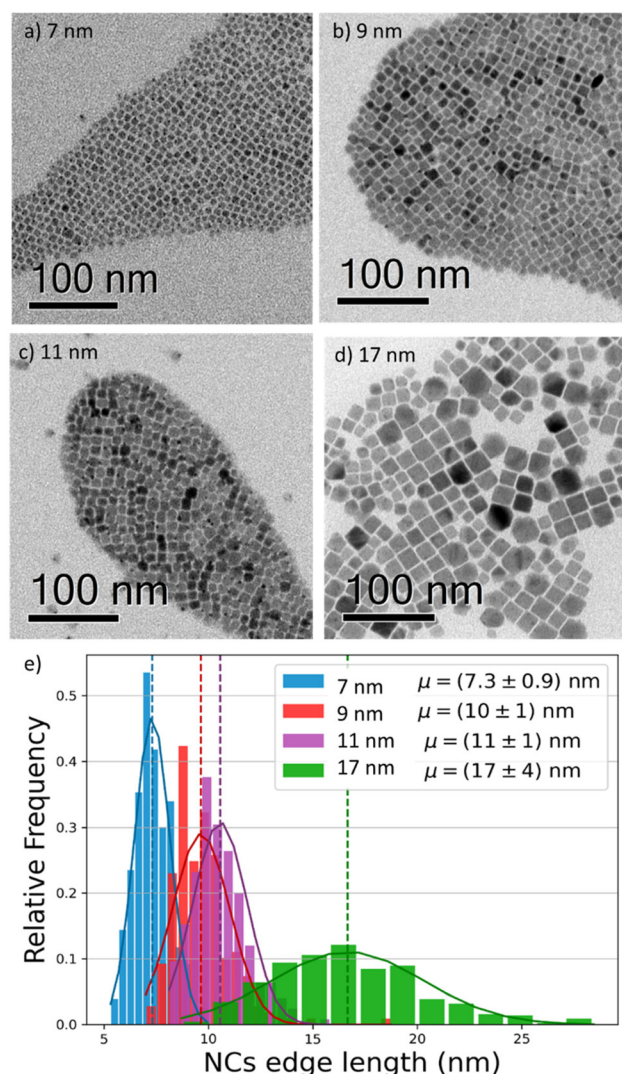 a) 7 nm
100 nm
b) 9 nm
100 nm
c) 11 nm
100 nm
d) 17 nm
100 nm
e)
7 nm μ = (7.3 ± 0.9) nm
9 nm μ = (10 ± 1) nm
11 nm μ = (11 ± 1) nm
17 nm μ = (17 ± 4) nm
Relative Frequency
0.5
0.4
0.3
0.2
0.1
0.0
5 10 15 20 25
NCs edge length (nm)